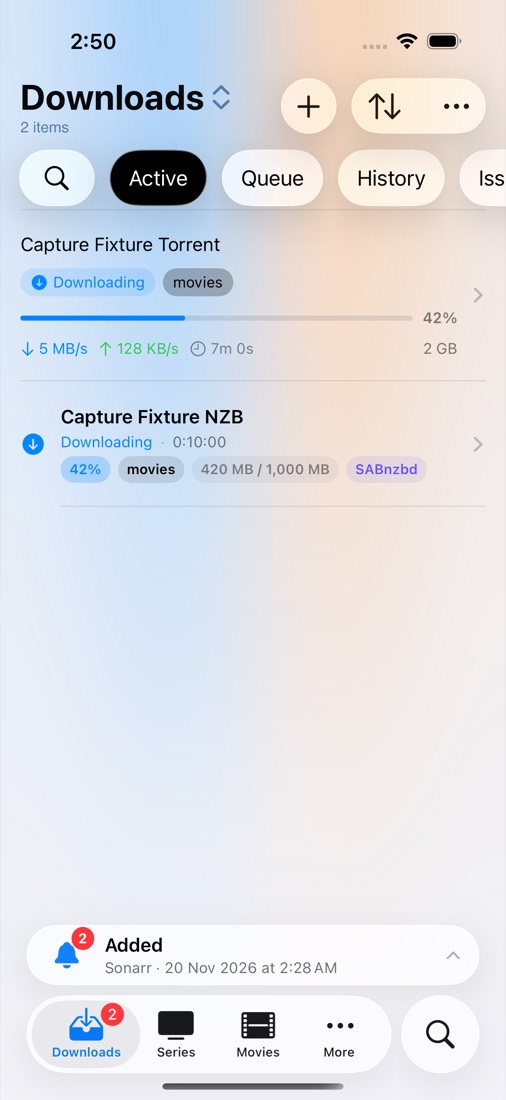 2:50
Downloads
2 items
Active
Queue
History
Iss
Capture Fixture Torrent
Downloading
movies
42%
5 MB/s
128 KB/s
7m 0s
2 GB
Capture Fixture NZB
Downloading · 0:10:00
42%
movies
420 MB / 1,000 MB
SABnzbd
2
Added
Sonarr · 20 Nov 2026 at 2:28 AM
2
Downloads
Series
Movies
More